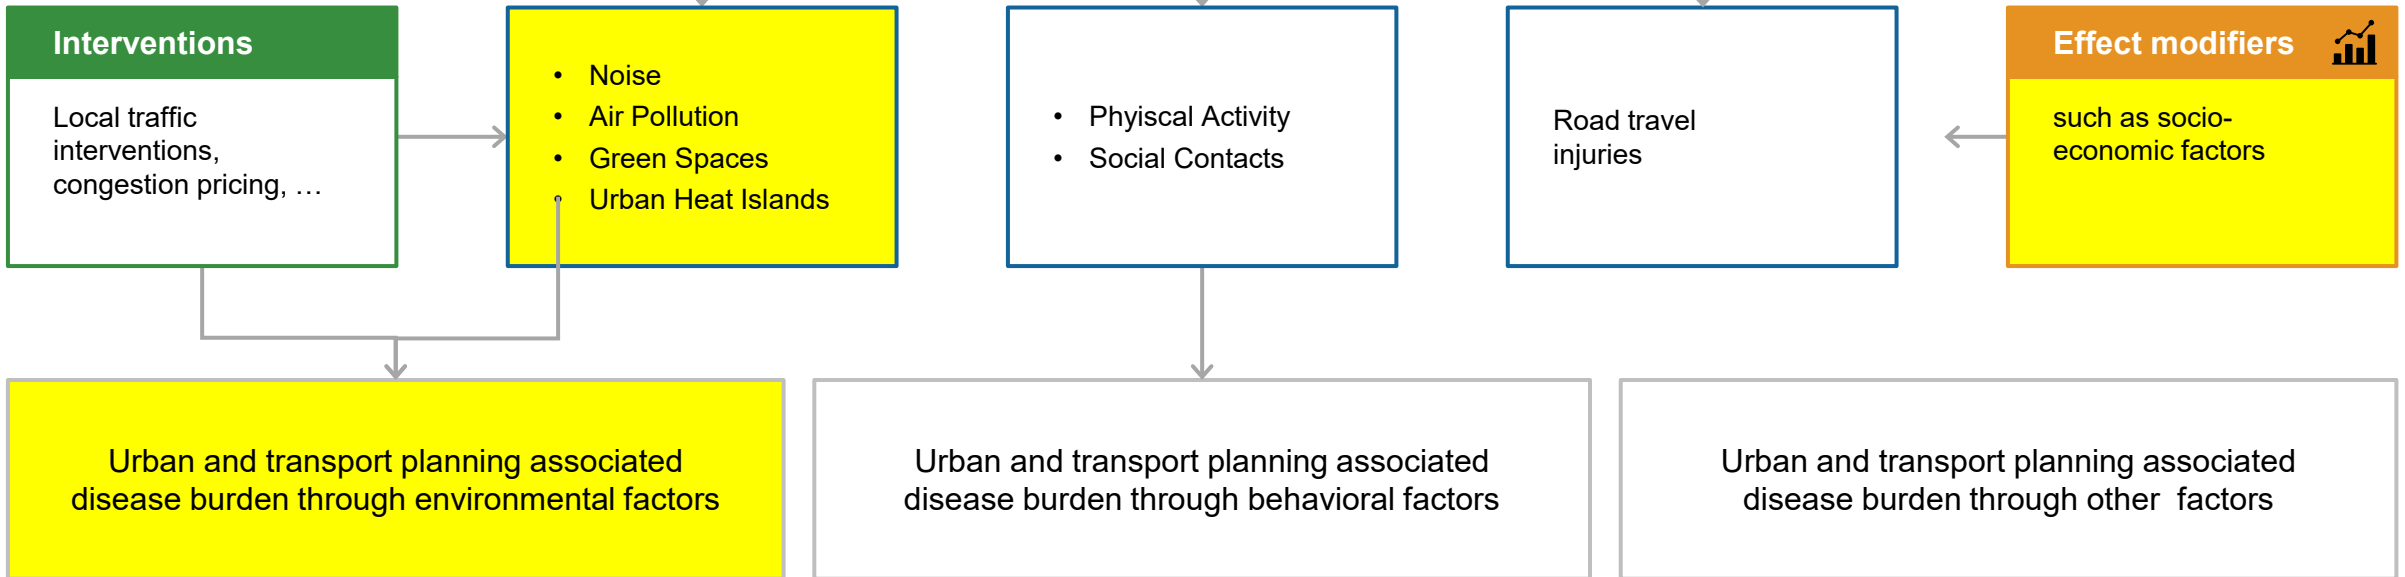 Interventions
Local traffic
interventions,
congestion pricing, …
• Noise
• Air Pollution
• Green Spaces
• Urban Heat Islands
• Phyiscal Activity
• Social Contacts
Road travel
injuries
Effect modifiers
such as socio-
economic factors
Urban and transport planning associated
disease burden through environmental factors
Urban and transport planning associated
disease burden through behavioral factors
Urban and transport planning associated
disease burden through other factors